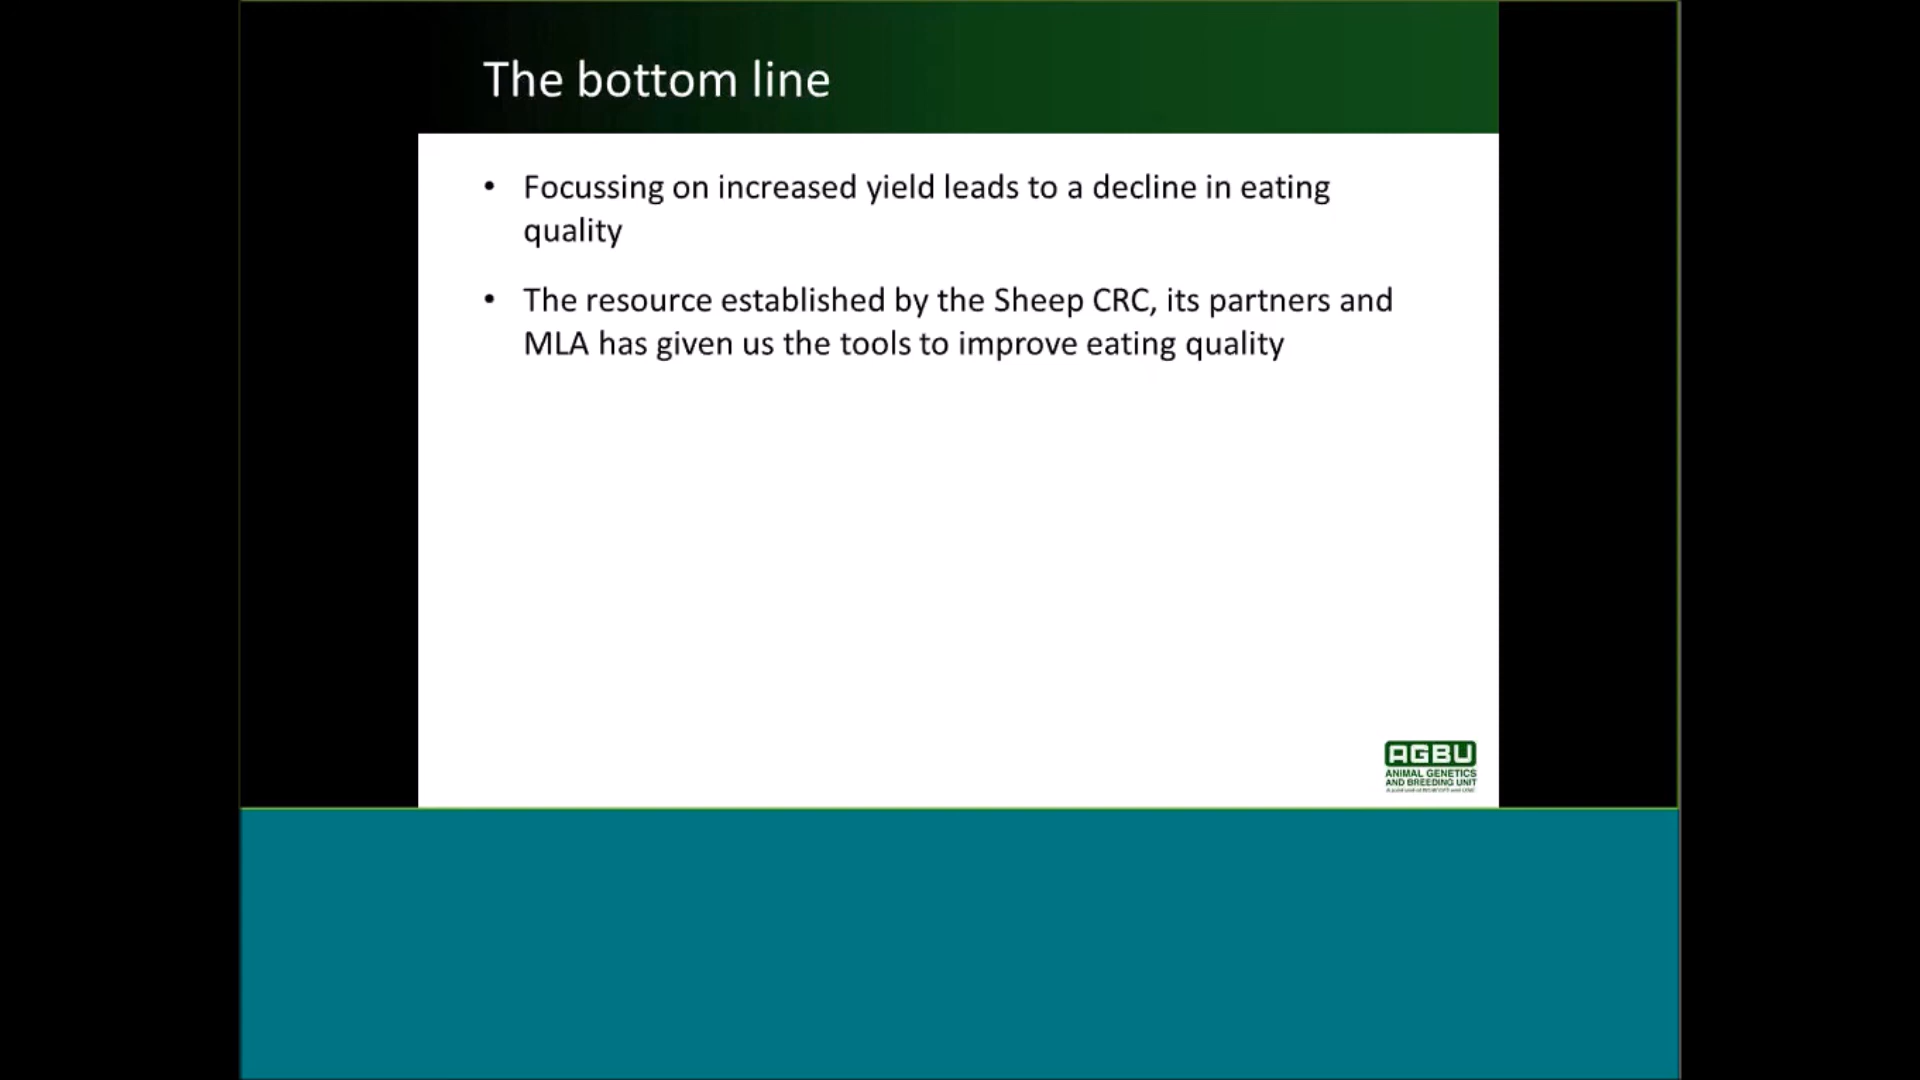 The bottom line
• Focussing on increased yield leads to a decline in eating
quality
• The resource established by the Sheep CRC, its partners and
MLA has given us the tools to improve eating quality
AGBU
ANIMAL GENETICS
AND BREEDING UNIT